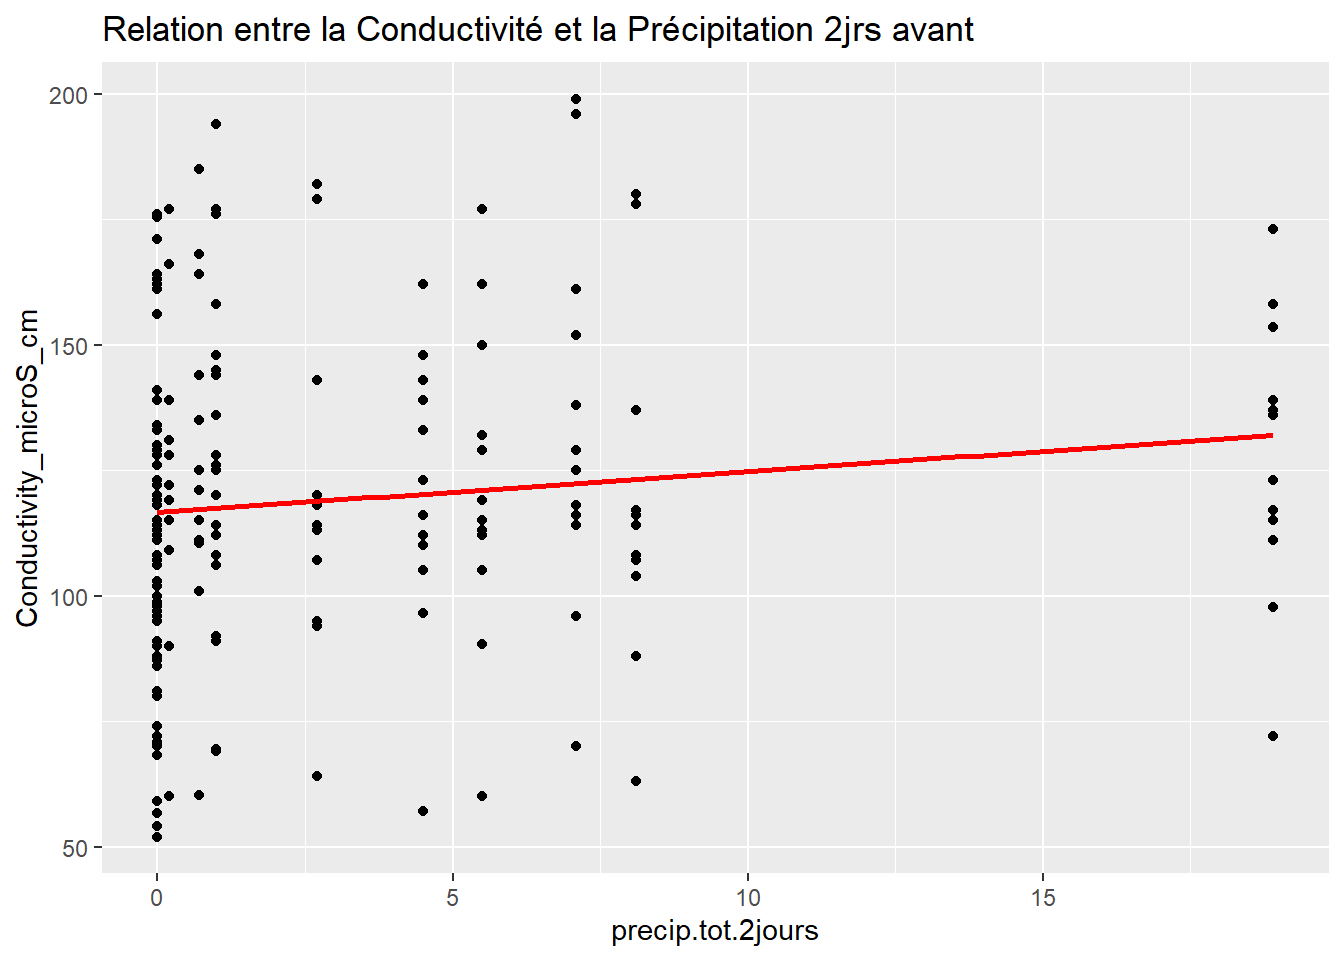 Relation entre la Conductivité et la Précipitation 2jrs avant
200
150
100
50
Conductivity_microS_cm
0 5 10 15
precip.tot.2jours